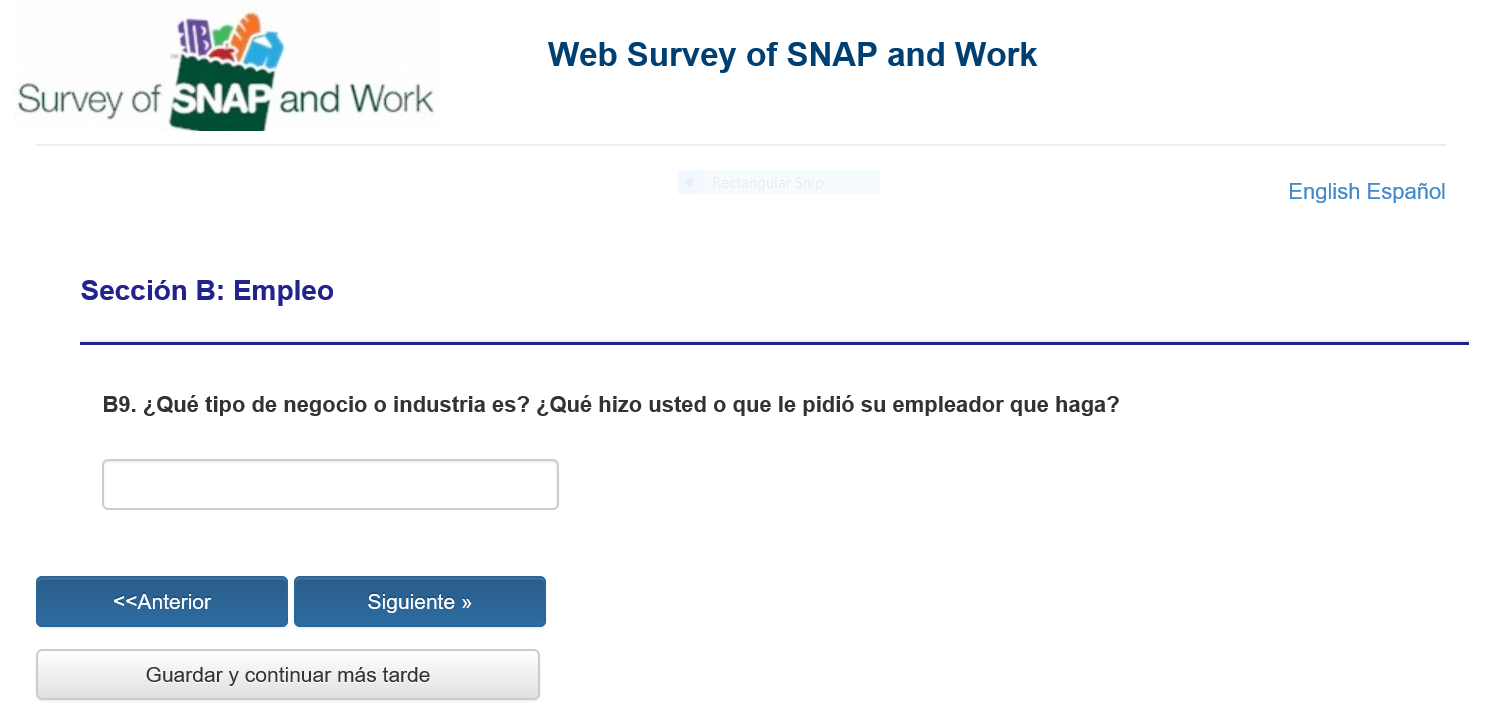 Survey of SNAP and Work
Web Survey of SNAP and Work
Rectangular Snip
English Español
Sección B: Empleo
B9. ¿Qué tipo de negocio o industria es? ¿Qué hizo usted o que le pidió su empleador que haga?
<<Anterior
Siguiente »
Guardar y continuar más tarde